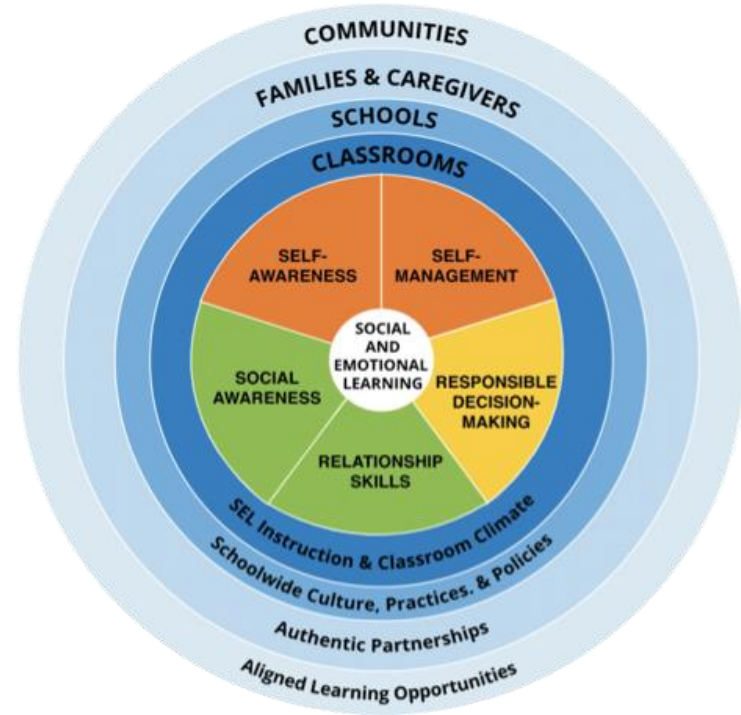 COMMUNITIES
FAMILIES & CAREGIVERS
SCHOOLS
CLASSROOMS
SELF-
AWARENESS
SELF-
MANAGEMENT
SOCIAL
AND
EMOTIONAL
LEARNING
SOCIAL
AWARENESS
RESPONSIBLE
DECISION-
MAKING
RELATIONSHIP
SKILLS
SEL Instruction & Classroom Climate
Schoolwide Culture, Practices. & Policies
Authentic Partnerships
Aligned Learning Opportunities